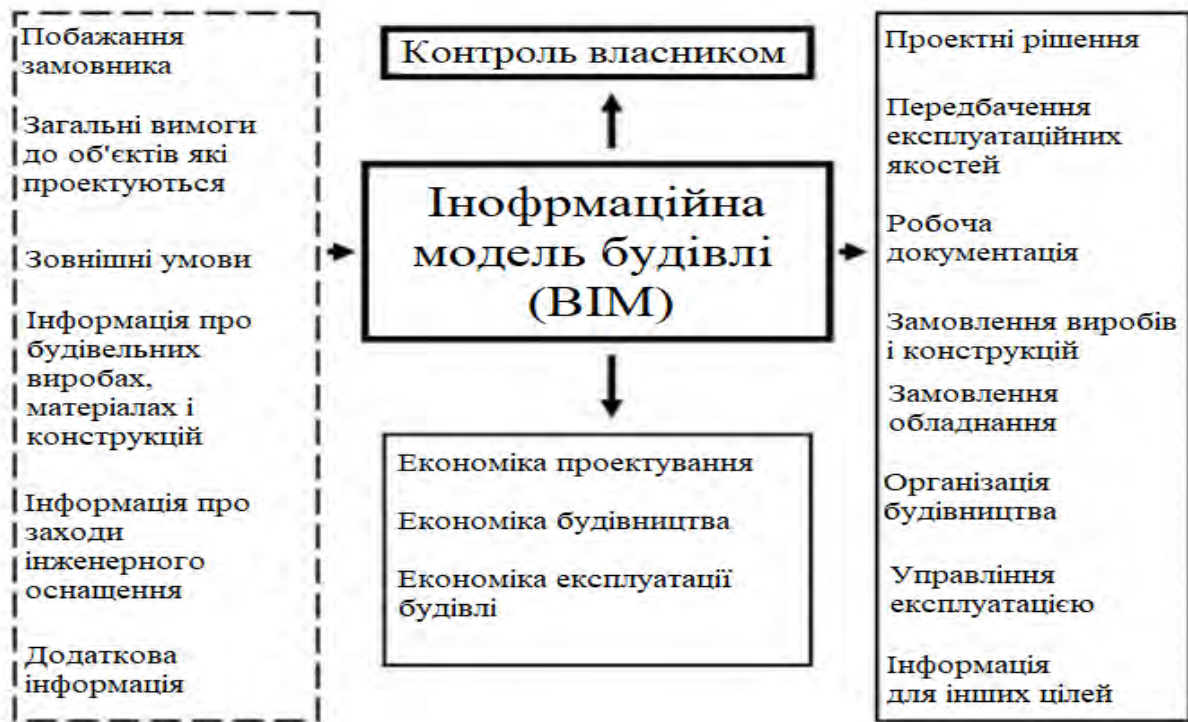 Побажання
замовника
Загальні вимоги
до об'єктів які
проектуються
Зовнішні умови
Інформація про
будівельних
виробах,
матеріалах і
конструкцій
Інформація про
заходи
інженерного
оснащення
Додаткова
інформація
Контроль власником
Інофрмаційна
модель будівлі
(BIM)
Економіка проектування
Економіка будівництва
Економіка експлуатації
будівлі
Проектні рішення
Передбачення
експлуатаційних
якостей
Робоча
документація
Замовлення виробів
і конструкцій
Замовлення
обладнання
Організація
будівництва
Управління
експлуатацією
Інформація
для інших цілей